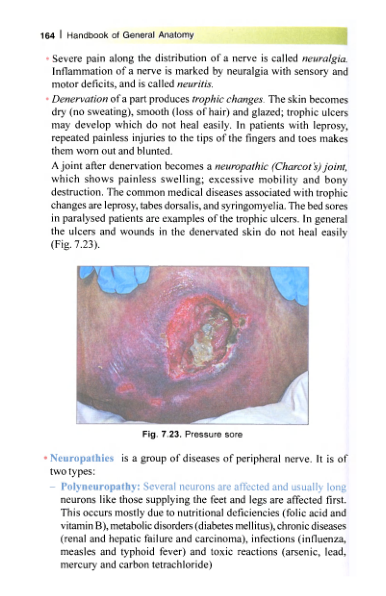 164 | Handbook of General Anatomy
• Severe pain along the distribution of a nerve is called neuralgia.
Inflammation of a nerve is marked by neuralgia with sensory and
motor deficits, and is called neuritis.
• Denervation of a part produces trophic changes. The skin becomes
dry (no sweating), smooth (loss of hair) and glazed; trophic ulcers
may develop which do not heal easily. In patients with leprosy,
repeated painless injuries to the tips of the fingers and toes makes
them worn out and blunted.
A joint after denervation becomes a neuropathic (Charcot's) joint,
which shows painless swelling; excessive mobility and bony
destruction. The common medical diseases associated with trophic
changes are leprosy, tabes dorsalis, and syringomyelia. The bed sores
in paralysed patients are examples of the trophic ulcers. In general
the ulcers and wounds in the denervated skin do not heal easily
(Fig. 7.23).
Fig. 7.23. Pressure sore
• Neuropathies is a group of diseases of peripheral nerve. It is of
two types:
– Polyneuropathy: Several neurons are affected and usually long
neurons like those supplying the feet and legs are affected first.
This occurs mostly due to nutritional deficiencies (folic acid and
vitamin B), metabolic disorders (diabetes mellitus), chronic diseases
(renal and hepatic failure and carcinoma), infections (influenza,
measles and typhoid fever) and toxic reactions (arsenic, lead,
mercury and carbon tetrachloride)